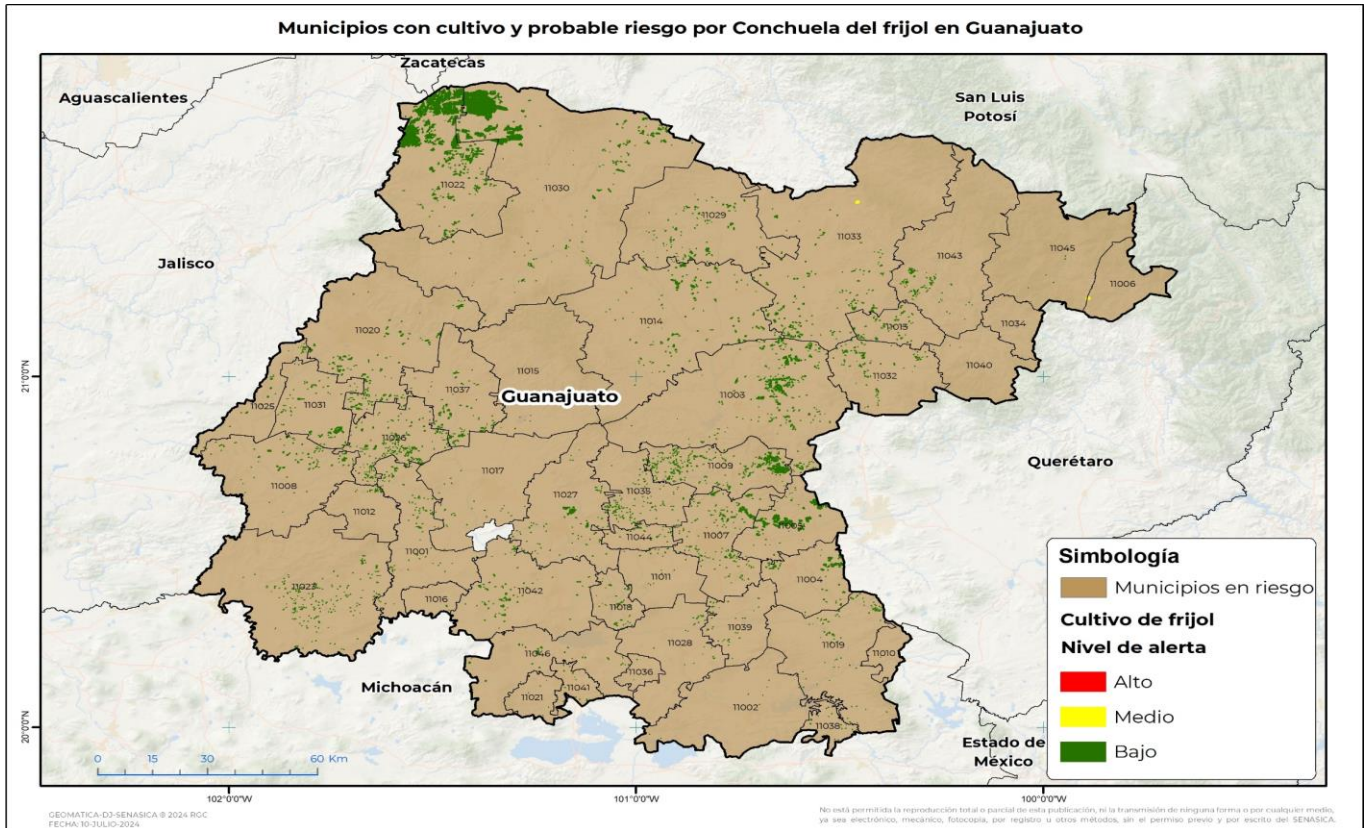 Municipios con cultivo y probable riesgo por Conchuela del frijol en Guanajuato
Zacatecas
Aguascalientes
San Luis
Potosí
11022
11030
11029
11033
11043
11045
11006
Jalisco
11014
11020
11015
11034
11013
11040
11032
21°0'0"N
11037
11003
Guanajuato
11025
11031
11026
Querétaro
11009
11017
11008
11027
11035
11012
11005
11007
11044
11001
11011
11004
11023
11016
11042
11018
11039
11028
11019
11010
11046
11036
11021
11041
11002
11038
Michoacán
20°0'0"N
Estado de
México
Simbología
Municipios en riesgo
Cultivo de frijol
Nivel de alerta
Alto
Medio
Bajo
0 15 30 60 Km
102°0'0"W
101°0'0"W
100°0'0"W
GEOMATICA-DJ-SENASICA © 2024 RGC
FECHA: 10-JULIO-2024
No está permitida la reproducción total o parcial de esta publicación, ni la transmisión de ninguna forma o por cualquier medio,
ya sea electrónico, mecánico, fotocopia, por registro u otros métodos, sin el permiso previo y por escrito del SENASICA.